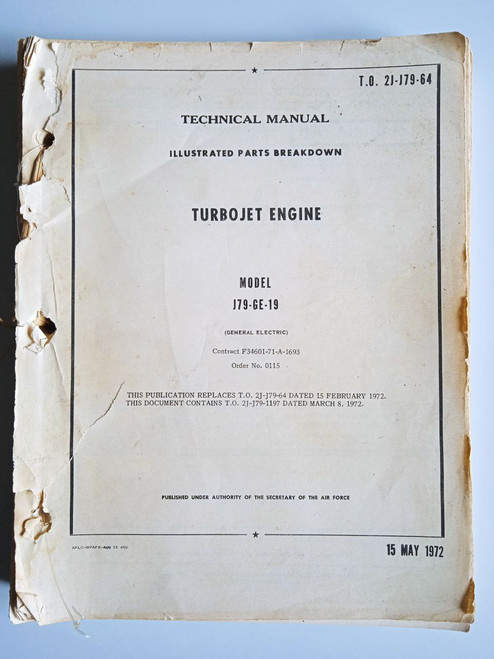 T.O. 2J-J79-64
TECHNICAL MANUAL
ILLUSTRATED PARTS BREAKDOWN
TURBOJET ENGINE
MODEL
J79-GE-19
(GENERAL ELECTRIC)
Contract F34601-71-A-1693
Order No. 0115
THIS PUBLICATION REPLACES T.O. 2J-J79-64 DATED 15 FEBRUARY 1972.
THIS DOCUMENT CONTAINS T.O. 2J-J79-1197 DATED MARCH 8, 1972.
PUBLISHED UNDER AUTHORITY OF THE SECRETARY OF THE AIR FORCE
15 MAY 1972